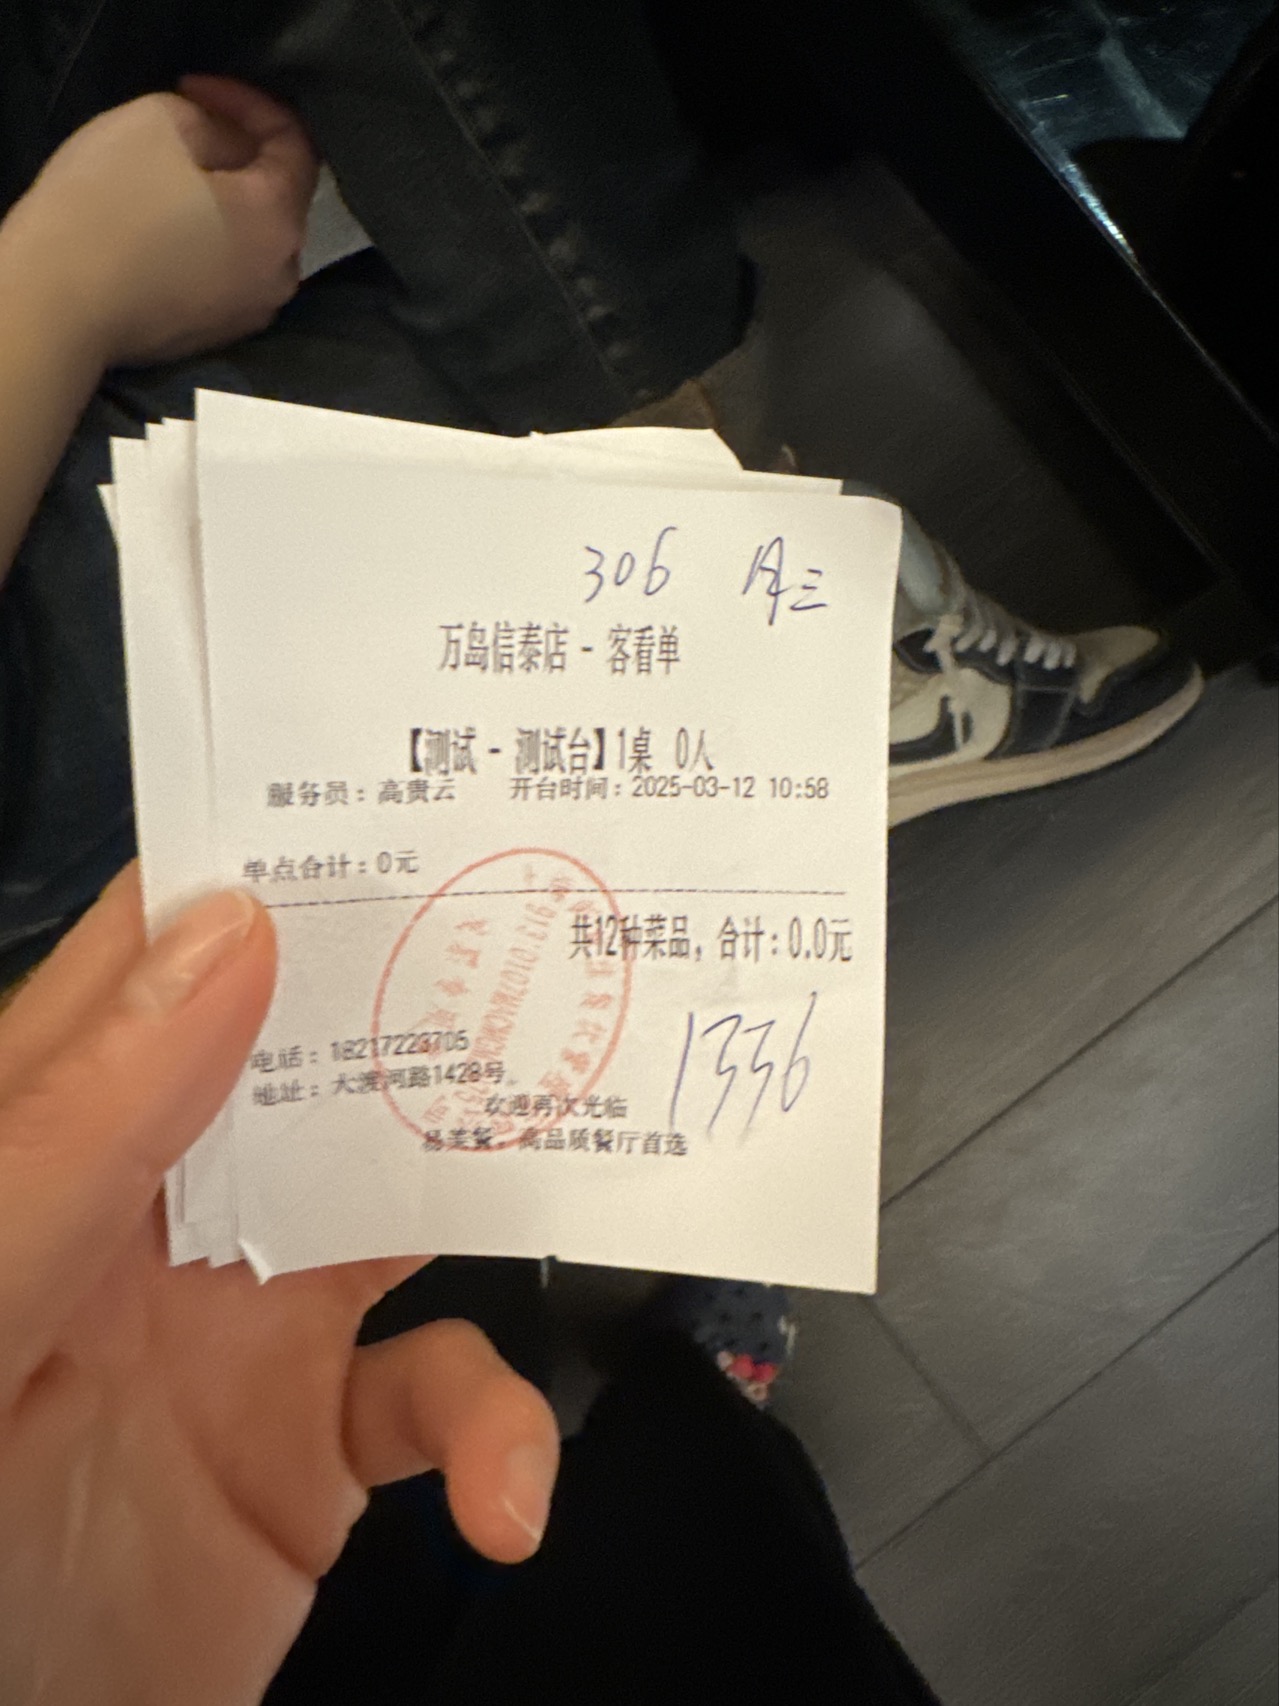 306 月三
万岛信泰店 - 客看单
【测试 - 测试台】1桌 0人
服务员：高贵云 开台时间：2025-03-12 10:58
单点合计：0元
共12种菜品，合计：0.0元
1336
电话：18217223705
地址：大渡河路1428号
欢迎再次光临
易美餐，高品质餐厅首选